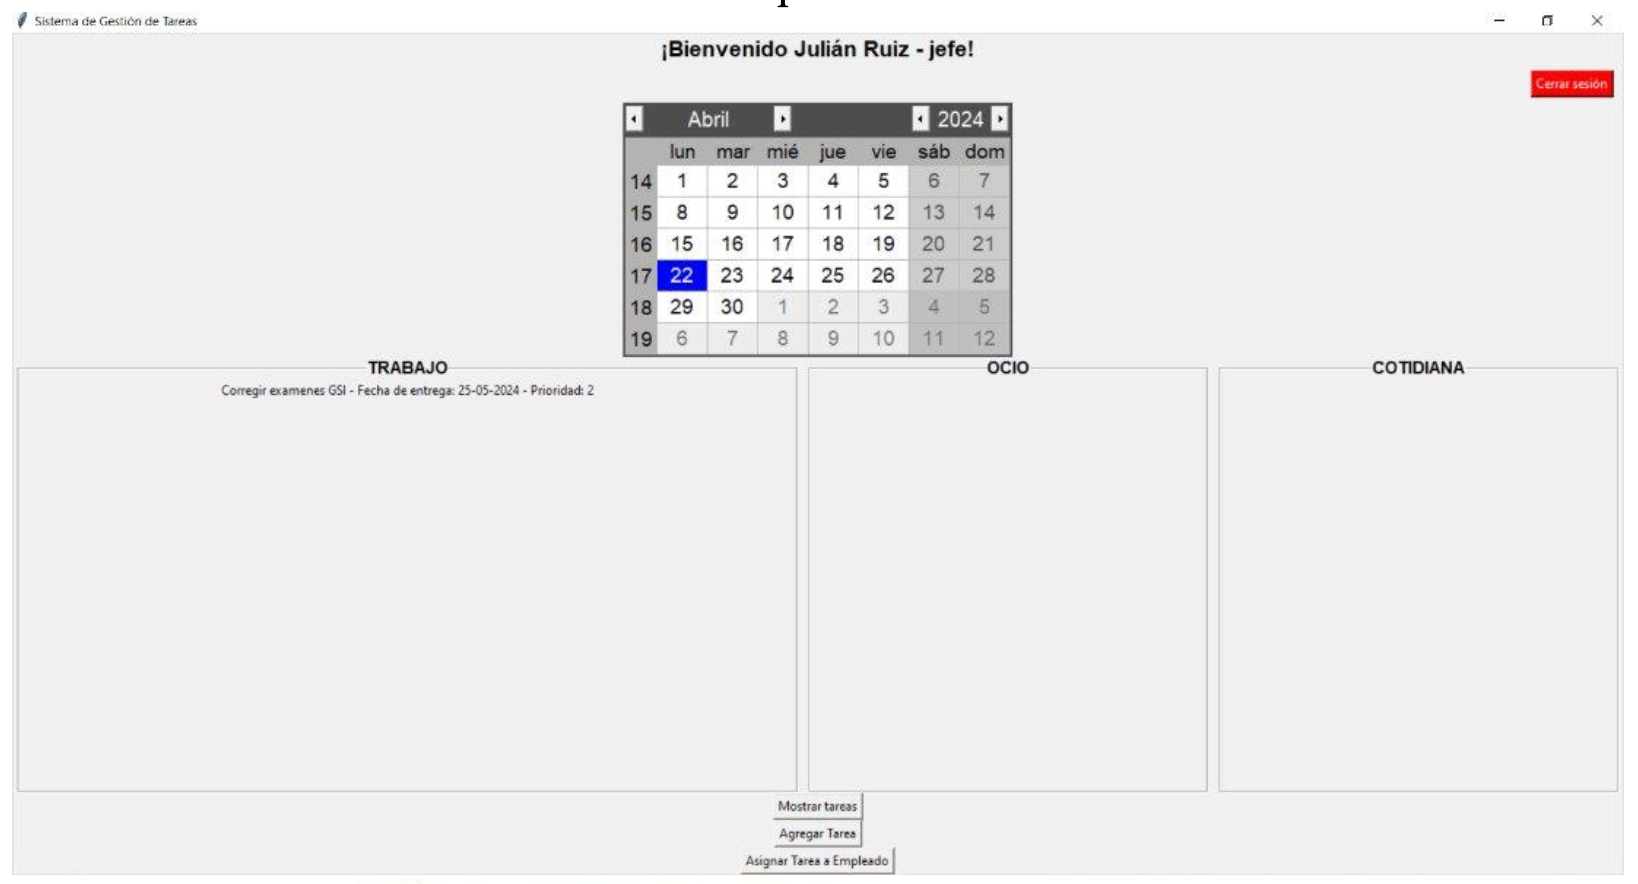 Sistema de Gestión de Tareas
¡Bienvenido Julián Ruiz - jefe!
Cerrar sesión
Abril 2024
lun mar mié jue vie sáb dom
14 1 2 3 4 5 6 7
15 8 9 10 11 12 13 14
16 15 16 17 18 19 20 21
17 22 23 24 25 26 27 28
18 29 30 1 2 3 4 5
19 6 7 8 9 10 11 12
TRABAJO OCIO COTIDIANA
Corregir examenes GSI - Fecha de entrega: 25-05-2024 - Prioridad: 2
Mostrar tareas
Agregar Tarea
Asignar Tarea a Empleado